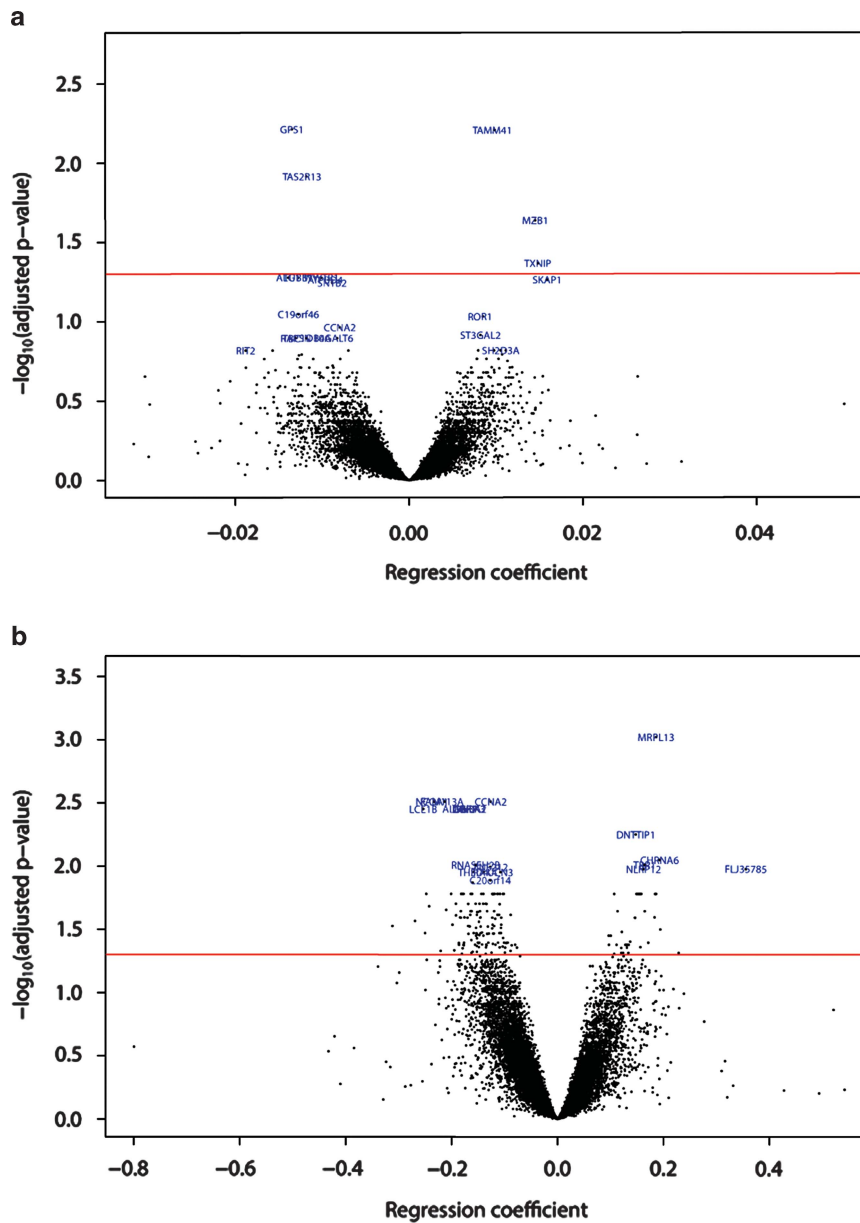 a
2.5
2.0
1.5
1.0
0.5
0.0
−log10(adjusted p−value)
GPS1
TAMM41
TAS2R13
MZB1
TXNIP
SKAP1
SNTB2
C19orf46
ROR1
CCNA2
ST3GAL2
RIT2
SH2D3A
−0.02
0.00
0.02
0.04
Regression coefficient
b
3.5
3.0
2.5
2.0
1.5
1.0
0.5
0.0
−log10(adjusted p−value)
MRPL13
CCNA2
LCE1B
DNTTIP1
CHRNA6
RNASEH2B
NLRP12
FLJ35785
C20orf14
−0.8
−0.6
−0.4
−0.2
0.0
0.2
0.4
Regression coefficient